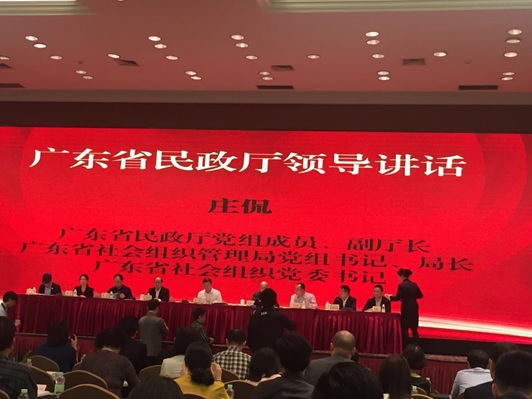 广东省民政厅领导讲话
庄侃
广东省民政厅党组成员、副厅长
广东省社会组织管理局党组书记、局长
广东省社会组织党委书记